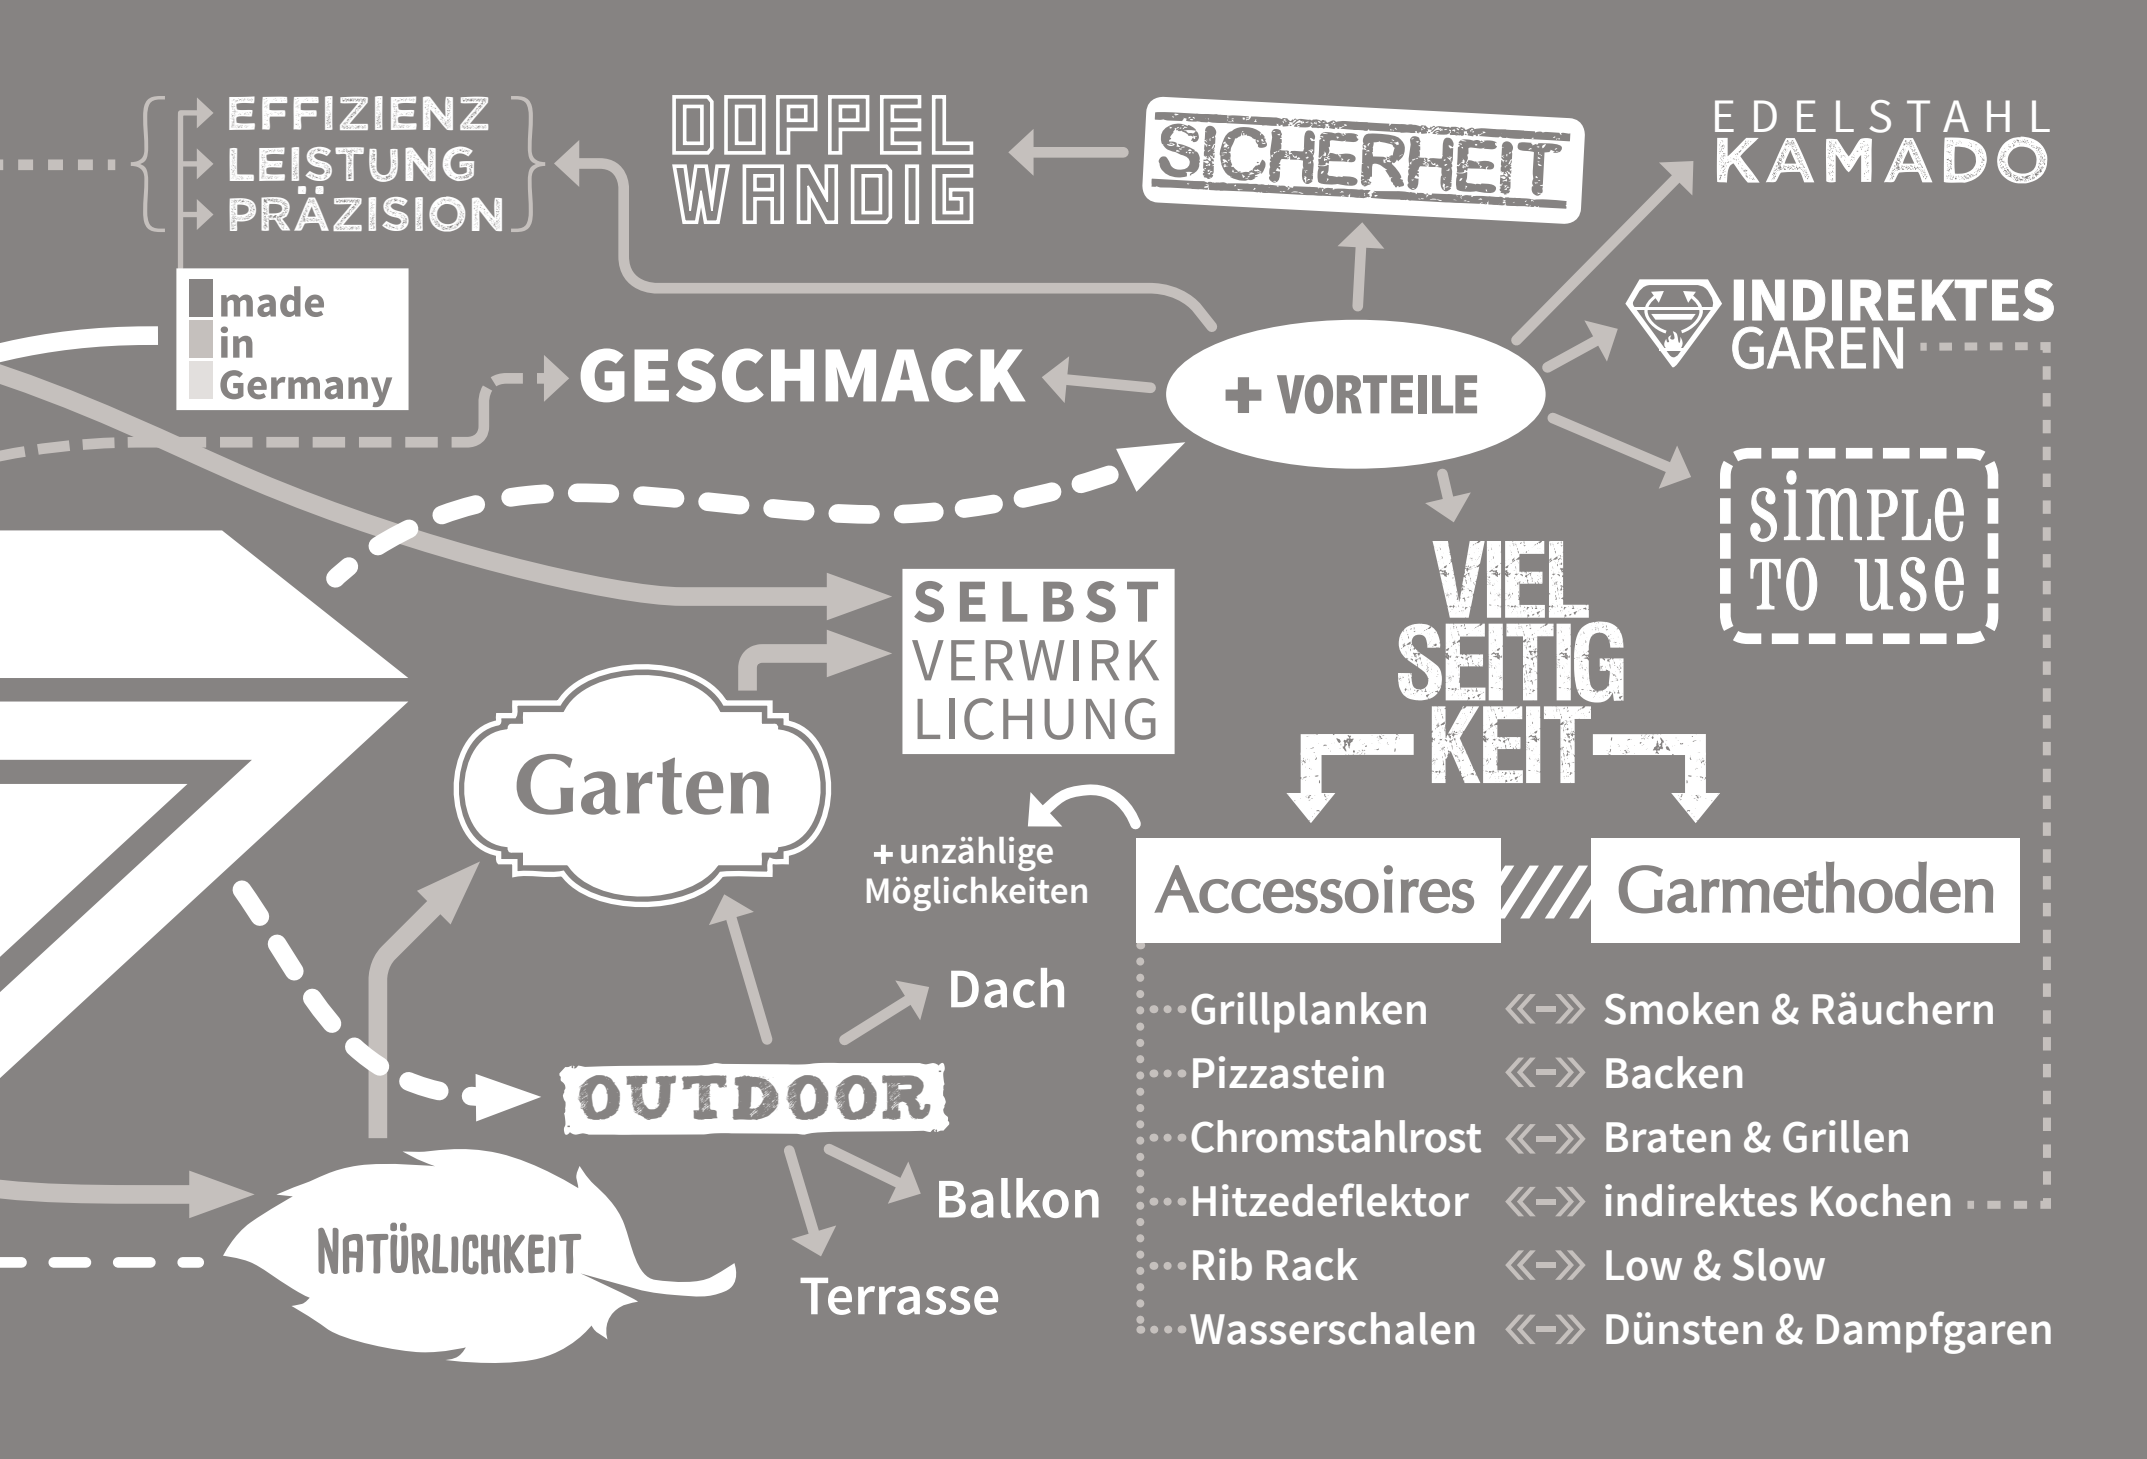 EFFIZIENZ
LEISTUNG
PRÄZISION
DOPPEL
WANDIG
SICHERHEIT
EDELSTAHL
KAMADO
made
in
Germany
GESCHMACK
+ VORTEILE
INDIREKTES
GAREN
simPLe
TO use
SELBST
VERWIRK
LICHUNG
VIEL
SEITIG
KEIT
Garten
+ unzählige
Möglichkeiten
Accessoires
Garmethoden
Dach
OUTDOOR
Balkon
Terrasse
NATÜRLICHKEIT
Grillplanken «-» Smoken & Räuchern
Pizzastein «-» Backen
Chromstahlrost «-» Braten & Grillen
Hitzedeflektor «-» indirektes Kochen
Rib Rack «-» Low & Slow
Wasserschalen «-» Dünsten & Dampfgaren